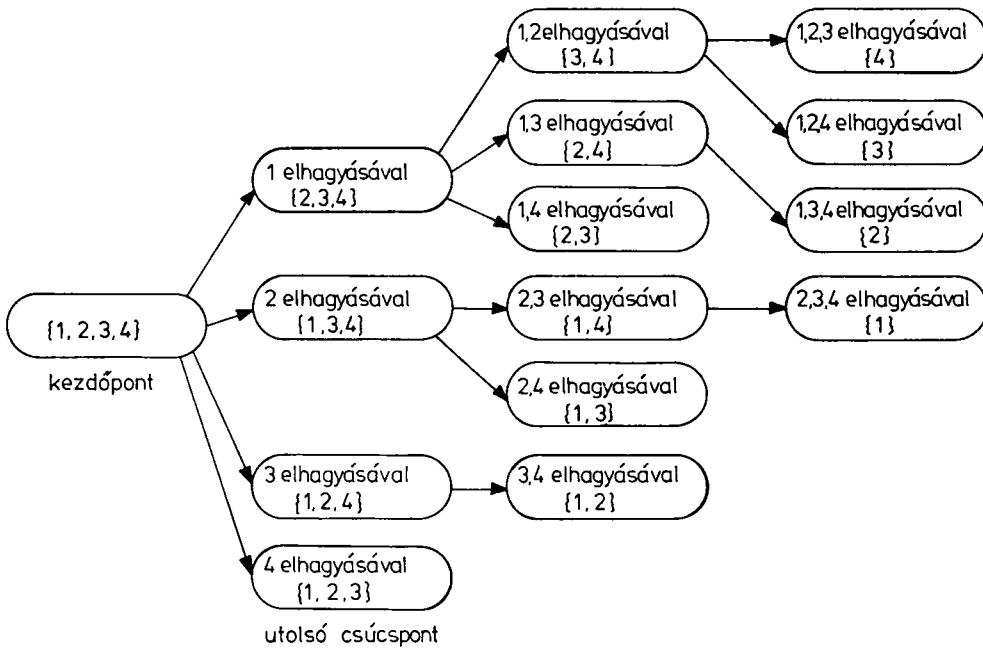 1,2 elhagyásával
{3,4}
1,2,3 elhagyásával
{4}
1,3 elhagyásával
{2,4}
1,2,4 elhagyásával
{3}
1 elhagyásával
{2,3,4}
1,4 elhagyásával
{2,3}
1,3,4 elhagyásával
{2}
2 elhagyásával
{1,3,4}
2,3 elhagyásával
{1,4}
2,3,4 elhagyásával
{1}
{1,2,3,4}
kezdőpont
2,4 elhagyásával
{1,3}
3 elhagyásával
{1,2,4}
3,4 elhagyásával
{1,2}
4 elhagyásával
{1,2,3}
utolsó csúcspont